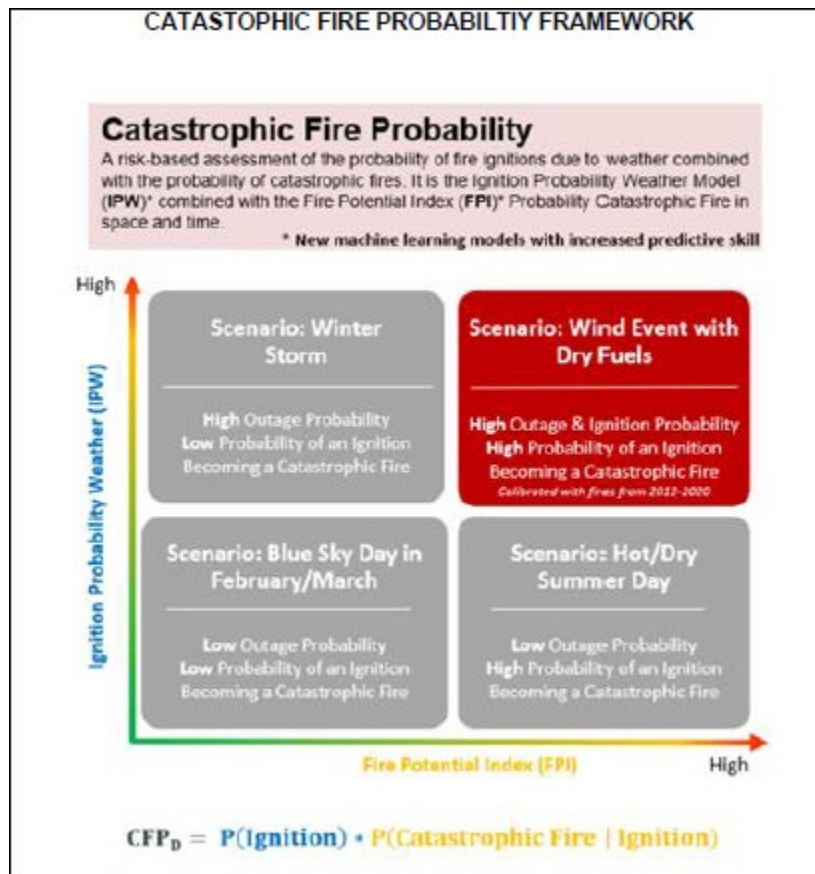 CATASTOPHIC FIRE PROBABILTIY FRAMEWORK
Catastrophic Fire Probability
A risk-based assessment of the probability of fire ignitions due to weather combined
with the probability of catastrophic fires. It is the Ignition Probability Weather Model
(IPW)* combined with the Fire Potential Index (FPI)* Probability Catastrophic Fire in
space and time.
* New machine learning models with increased predictive skill
High
Ignition Probability Weather (IPW)
Scenario: Winter
Storm
High Outage Probability
Low Probability of an Ignition
Becoming a Catastrophic Fire
Scenario: Wind Event with
Dry Fuels
High Outage & Ignition Probability
High Probability of an Ignition
Becoming a Catastrophic Fire
Calibrated with fires from 2012-2020
Scenario: Blue Sky Day in
February/March
Low Outage Probability
Low Probability of an Ignition
Becoming a Catastrophic Fire
Scenario: Hot/Dry
Summer Day
Low Outage Probability
High Probability of an Ignition
Becoming a Catastrophic Fire
Fire Potential Index (FPI)
High
CFP_D = P(Ignition) * P(Catastrophic Fire | Ignition)